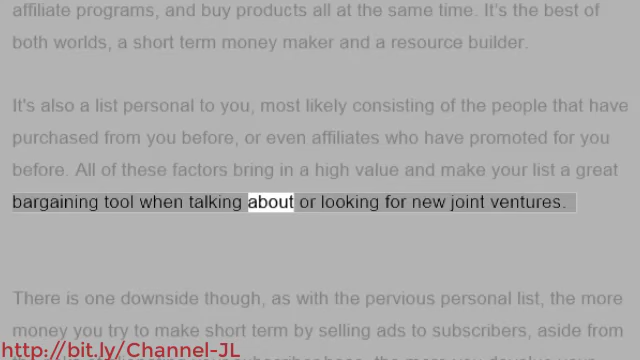 affiliate programs, and buy products all at the same time. It's the best of
both worlds, a short term money maker and a resource builder.
It's also a list personal to you, most likely consisting of the people that have
purchased from you before, or even affiliates who have promoted for you
before. All of these factors bring in a high value and make your list a great
bargaining tool when talking about or looking for new joint ventures.
There is one downside though, as with the pervious personal list, the more
money you try to make short term by selling ads to subscribers, aside from
http://bit.ly/Channel-JL